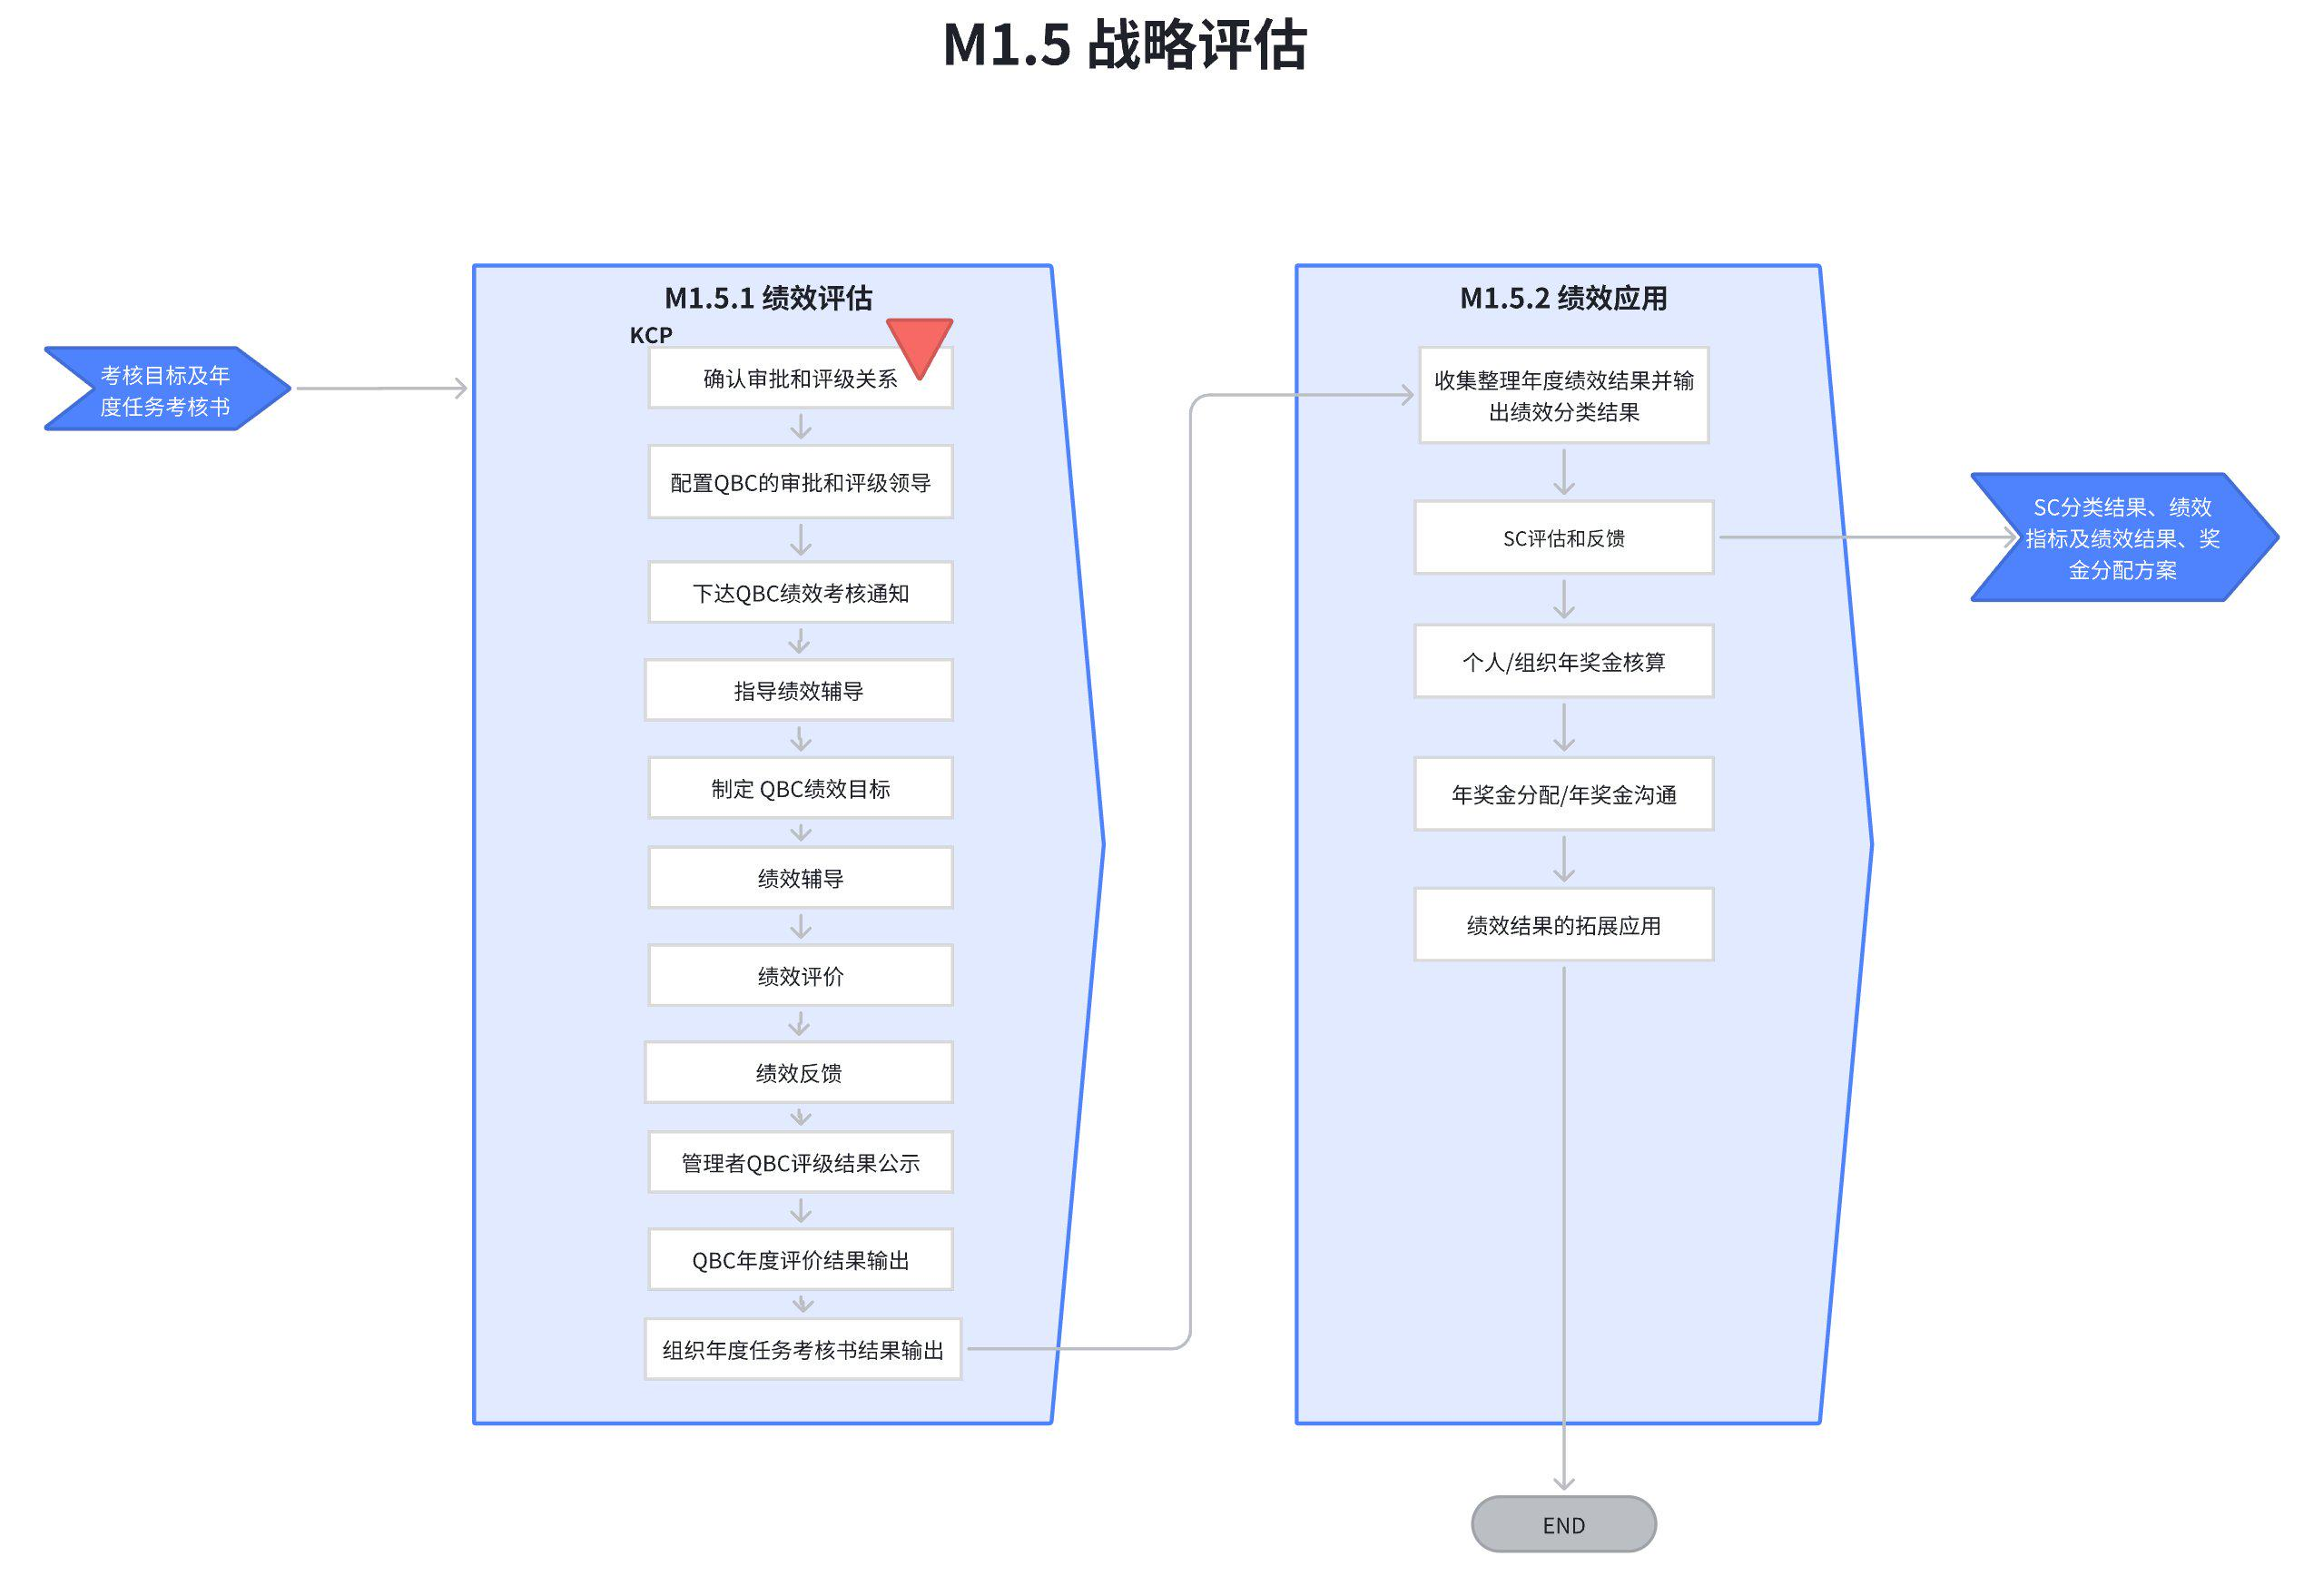 M1.5 战略评估
考核目标及年
度任务考核书
M1.5.1 绩效评估
KCP
确认审批和评级关系
配置QBC的审批和评级领导
下达QBC绩效考核通知
指导绩效辅导
制定 QBC绩效目标
绩效辅导
绩效评价
绩效反馈
管理者QBC评级结果公示
QBC年度评价结果输出
组织年度任务考核书结果输出
M1.5.2 绩效应用
收集整理年度绩效结果并输
出绩效分类结果
SC评估和反馈
个人/组织年奖金核算
年奖金分配/年奖金沟通
绩效结果的拓展应用
END
SC分类结果、绩效
指标及绩效结果、奖
金分配方案